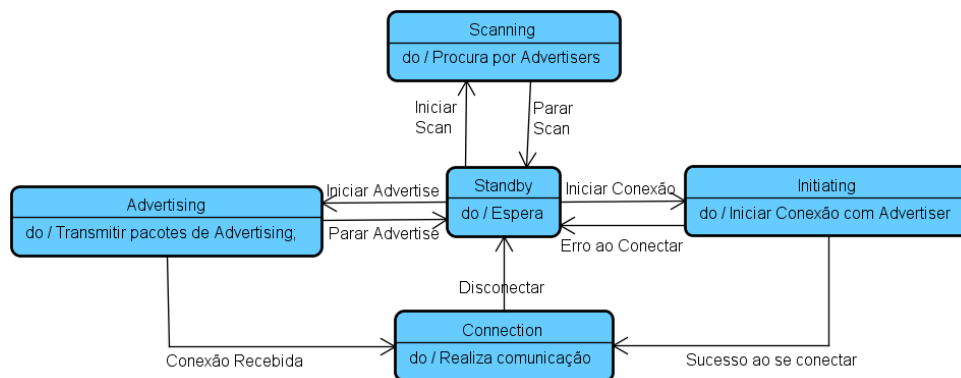 Scanning
do / Procura por Advertisers
Iniciar
Scan
Parar
Scan
Advertising
do / Transmitir pacotes de Advertising;
Iniciar Advertise
Parar Advertise
Standby
do / Espera
Iniciar Conexão
Erro ao Conectar
Initiating
do / Iniciar Conexão com Advertiser
Disconectar
Connection
do / Realiza comunicação
Conexão Recebida
Sucesso ao se conectar